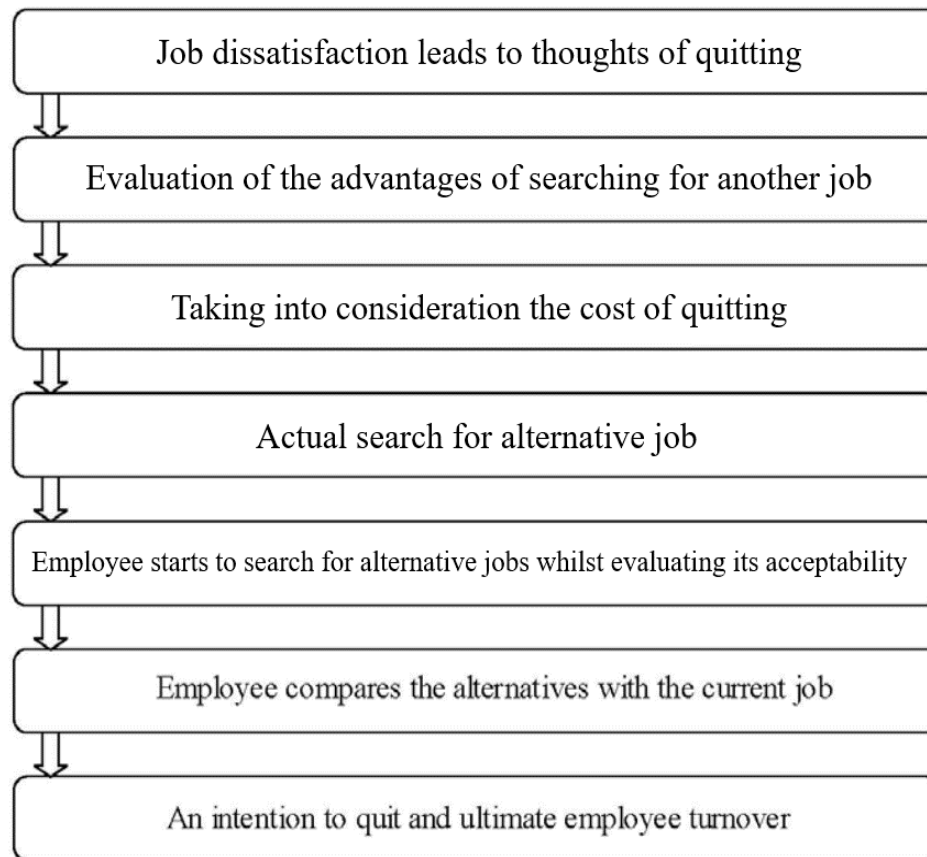 Job dissatisfaction leads to thoughts of quitting
Evaluation of the advantages of searching for another job
Taking into consideration the cost of quitting
Actual search for alternative job
Employee starts to search for alternative jobs whilst evaluating its acceptability
Employee compares the alternatives with the current job
An intention to quit and ultimate employee turnover